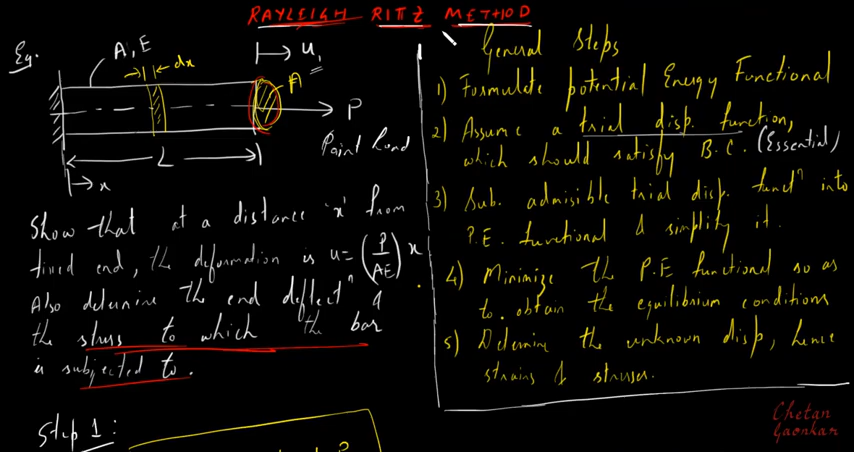 RAYLEIGH RITZ METHOD
Eg.
A, E
dx
u₁
A
P
Point load
L
x
Show that at a distance 'x' from
fixed end, the deformation is u = (P/AE) x
Also determine the end deflectⁿ &
the stress to which the bar
is subjected to.
Step 1:
General Steps
1) Formulate potential Energy Functional
2) Assume a trial disp. function,
which should satisfy B.C. (Essential)
3) Sub. admisible trial disp. functⁿ into
P.E. functional & simplify it.
4) Minimize the P.E functional so as
to obtain the equilibrium conditions
5) Determine the unknown disp, hence
strains & stresses.
Chetan
Gaonkar